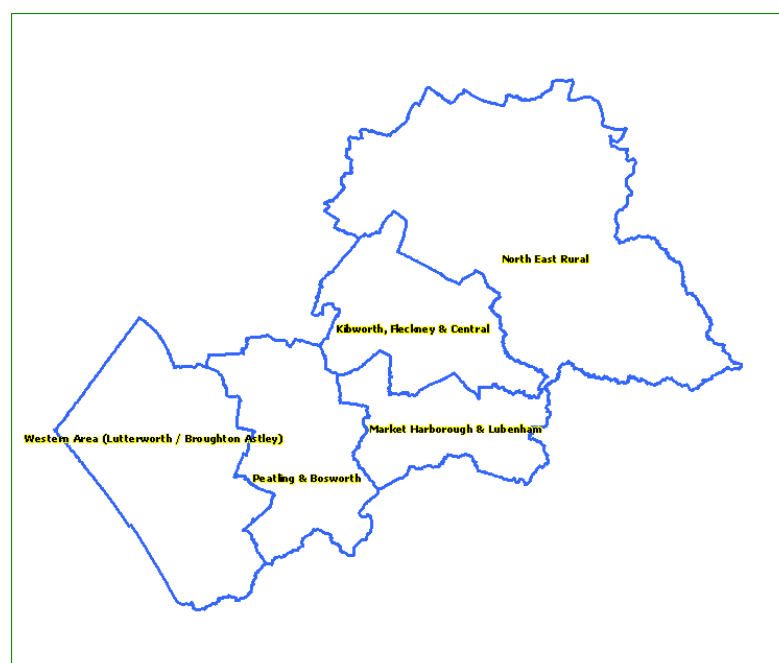 North East Rural
Kibworth, Fleckney & Central
Market Harborough & Lubenham
Western Area (Lutterworth / Broughton Astley)
Peatling & Bosworth